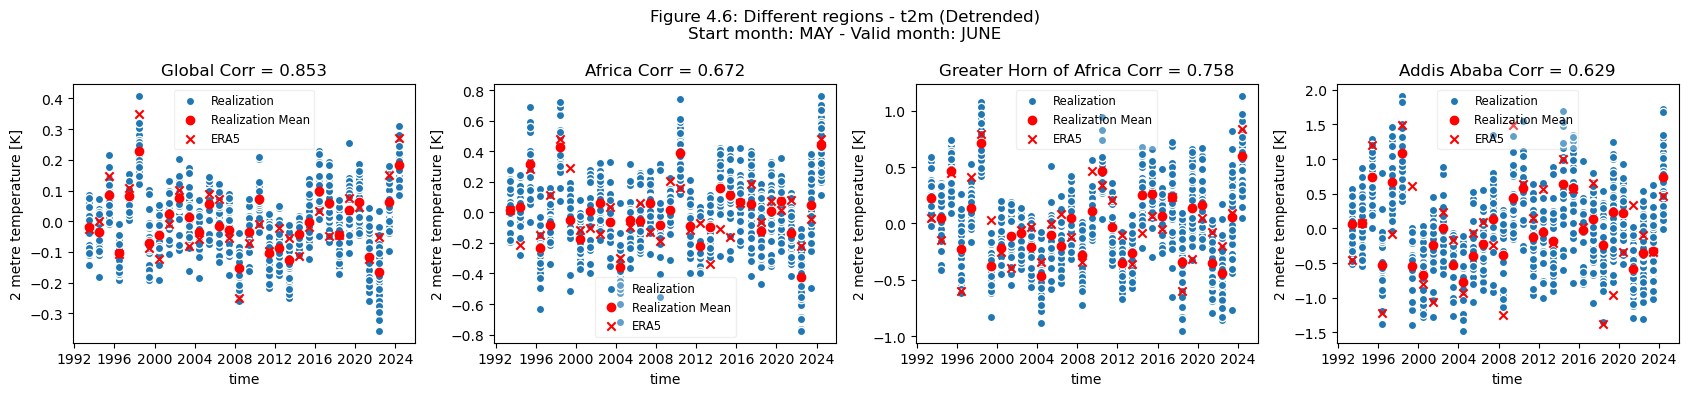 Figure 4.6: Different regions - t2m (Detrended)
Start month: MAY - Valid month: JUNE
Global Corr = 0.853
2 metre temperature [K]
0.4
0.3
0.2
0.1
0.0
−0.1
−0.2
−0.3
Realization
Realization Mean
ERA5
1992 1996 2000 2004 2008 2012 2016 2020 2024
time
Africa Corr = 0.672
2 metre temperature [K]
0.8
0.6
0.4
0.2
0.0
−0.2
−0.4
−0.6
−0.8
Realization
Realization Mean
ERA5
1992 1996 2000 2004 2008 2012 2016 2020 2024
time
Greater Horn of Africa Corr = 0.758
2 metre temperature [K]
1.0
0.5
0.0
−0.5
−1.0
Realization
Realization Mean
ERA5
1992 1996 2000 2004 2008 2012 2016 2020 2024
time
Addis Ababa Corr = 0.629
2 metre temperature [K]
2.0
1.5
1.0
0.5
0.0
−0.5
−1.0
−1.5
Realization
Realization Mean
ERA5
1992 1996 2000 2004 2008 2012 2016 2020 2024
time